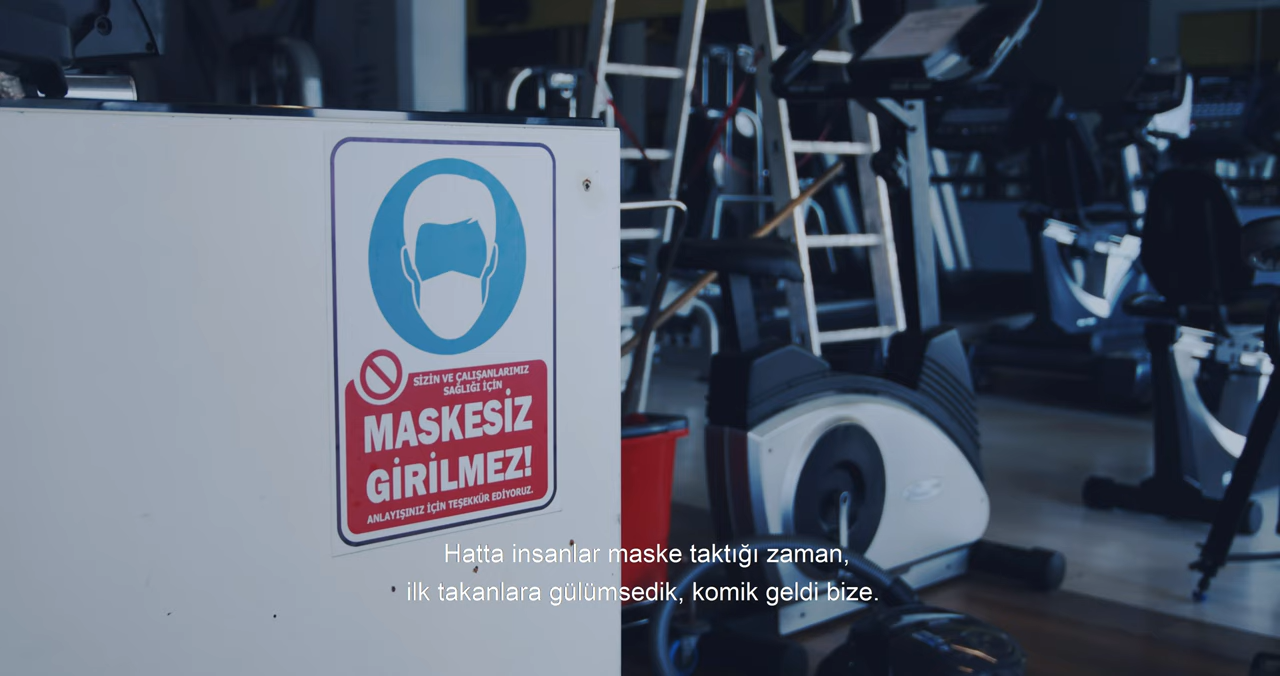 SİZİN VE ÇALIŞANLARIMIZ
SAĞLIĞI İÇİN
MASKESİZ
GİRİLMEZ!
ANLAYIŞINIZ İÇİN TEŞEKKÜR EDİYORUZ.
Hatta insanlar maske taktığı zaman,
ilk takanlara gülümsedik, komik geldi bize.